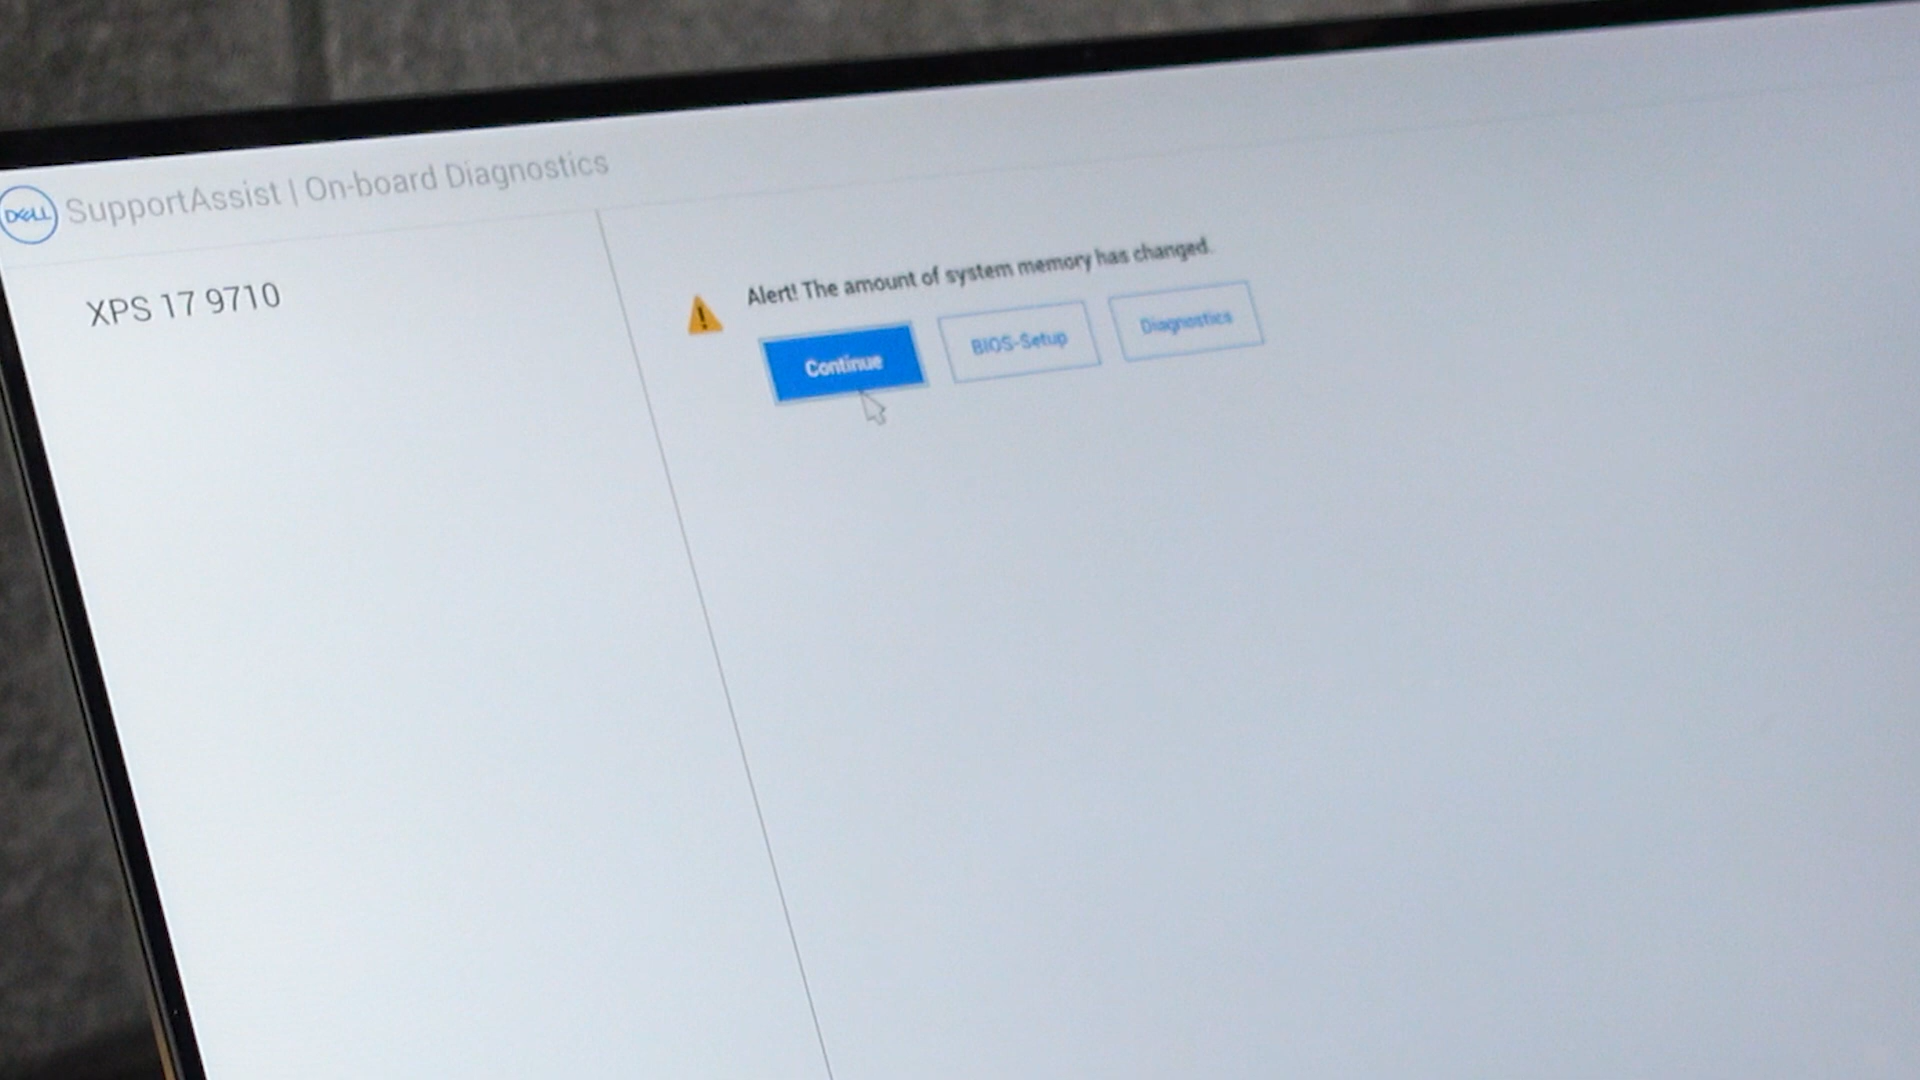 DELL SupportAssist | On-board Diagnostics
XPS 17 9710
Alert! The amount of system memory has changed.
Continue BIOS-Setup Diagnostics